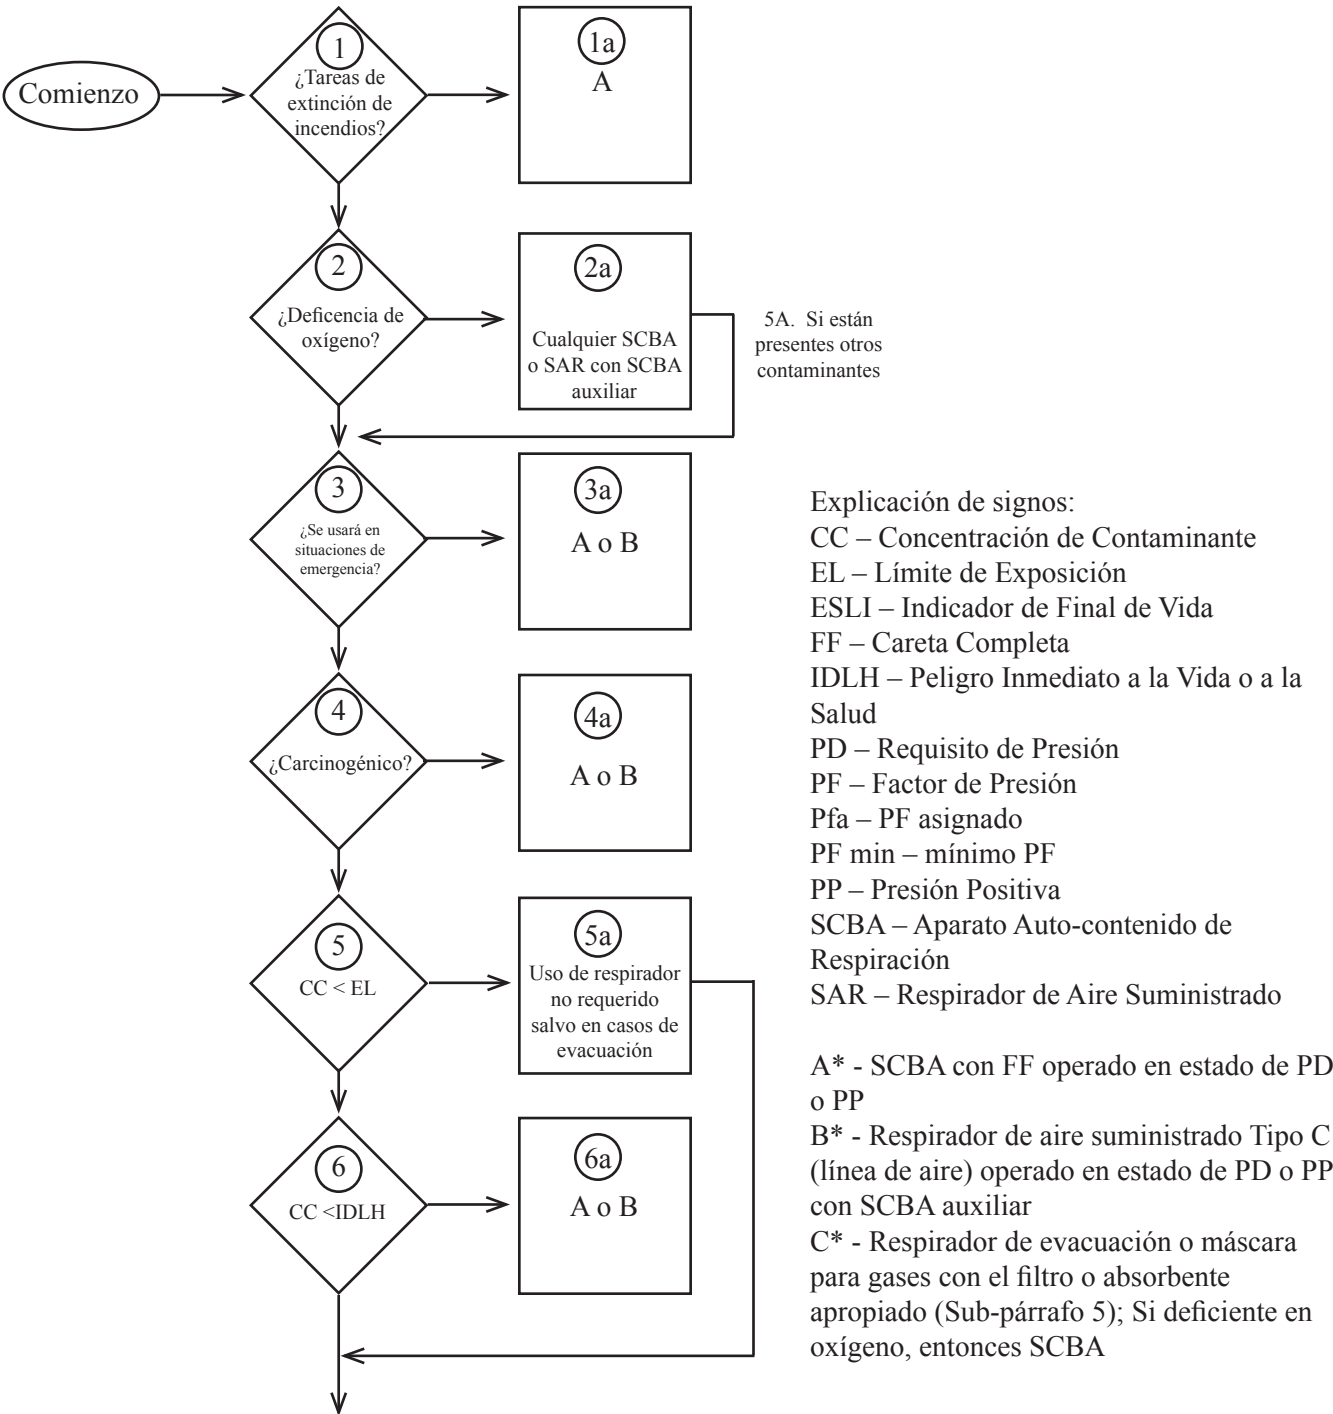 Comienzo
1
¿Tareas de
extinción de
incendios?
1a
A
2
¿Deficencia de
oxígeno?
2a
Cualquier SCBA
o SAR con SCBA
auxiliar
5A. Si están
presentes otros
contaminantes
3
¿Se usará en
situaciones de
emergencia?
3a
A o B
4
¿Carcinogénico?
4a
A o B
5
CC < EL
5a
Uso de respirador
no requerido
salvo en casos de
evacuación
6
CC <IDLH
6a
A o B
Explicación de signos:
CC – Concentración de Contaminante
EL – Límite de Exposición
ESLI – Indicador de Final de Vida
FF – Careta Completa
IDLH – Peligro Inmediato a la Vida o a la
Salud
PD – Requisito de Presión
PF – Factor de Presión
Pfa – PF asignado
PF min – mínimo PF
PP – Presión Positiva
SCBA – Aparato Auto-contenido de
Respiración
SAR – Respirador de Aire Suministrado
A* - SCBA con FF operado en estado de PD
o PP
B* - Respirador de aire suministrado Tipo C
(línea de aire) operado en estado de PD o PP
con SCBA auxiliar
C* - Respirador de evacuación o máscara
para gases con el filtro o absorbente
apropiado (Sub-párrafo 5); Si deficiente en
oxígeno, entonces SCBA